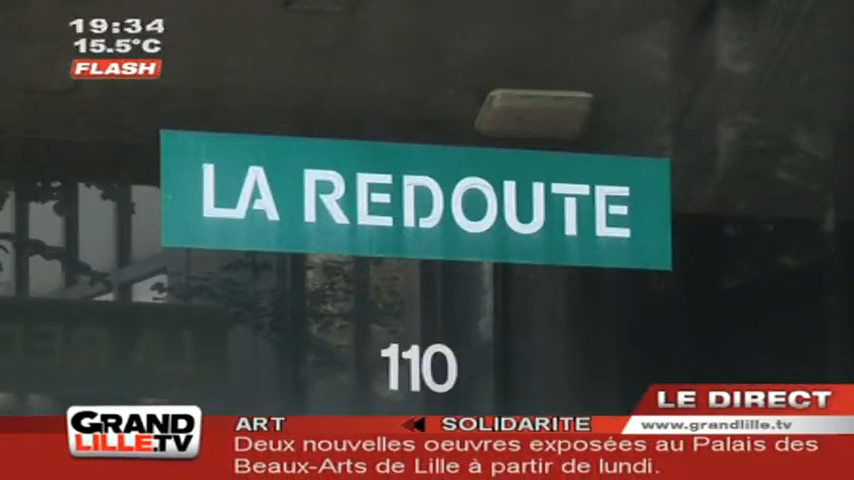 19:34
15.5°C
FLASH
LA REDOUTE
110
LE DIRECT
www.grandlille.tv
GRAND
LILLE.TV
ART SOLIDARITE
Deux nouvelles oeuvres exposées au Palais des
Beaux-Arts de Lille à partir de lundi.